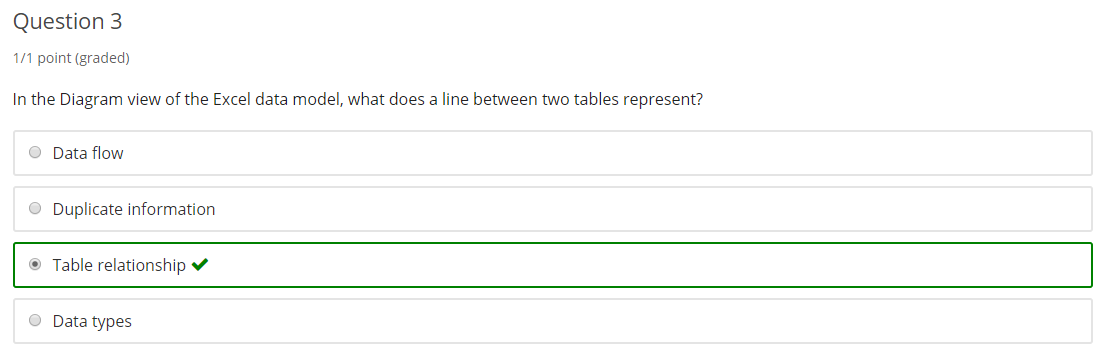 Question 3
1/1 point (graded)
In the Diagram view of the Excel data model, what does a line between two tables represent?
Data flow
Duplicate information
Table relationship
Data types